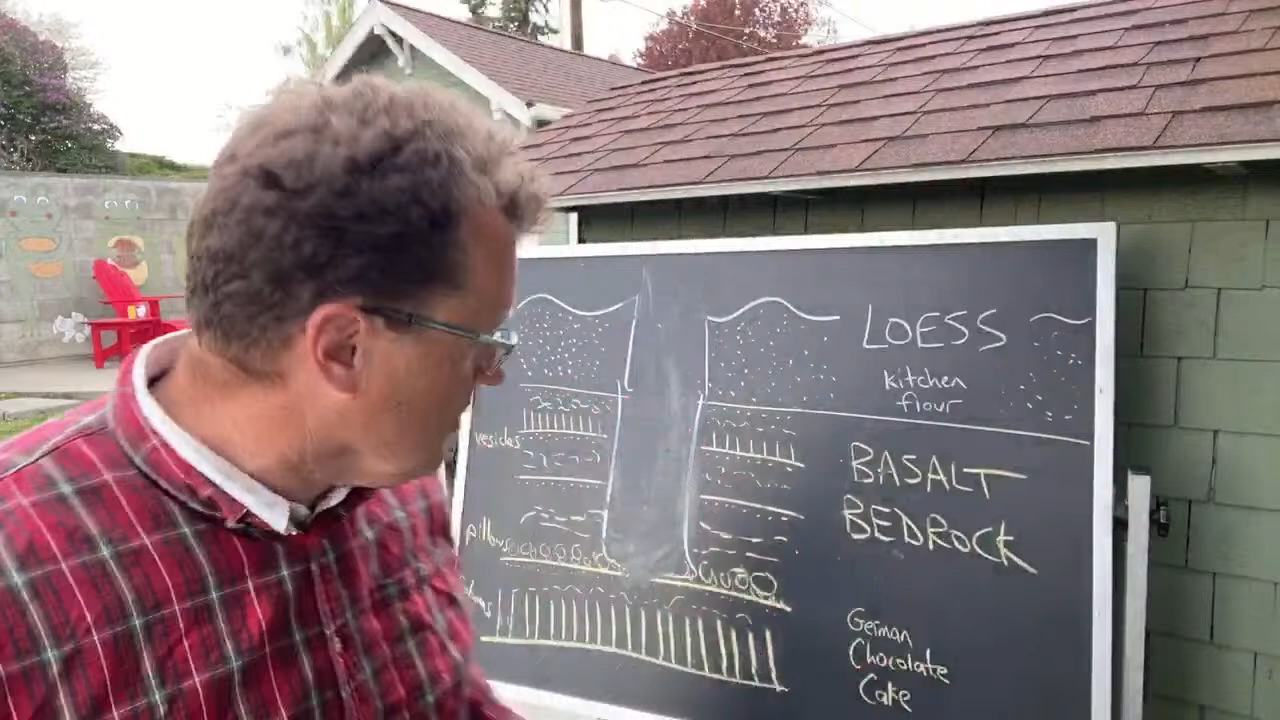 LOESS
kitchen
flour
vesicles
BASALT
BEDROCK
pillows
German
Chocolate
Cake